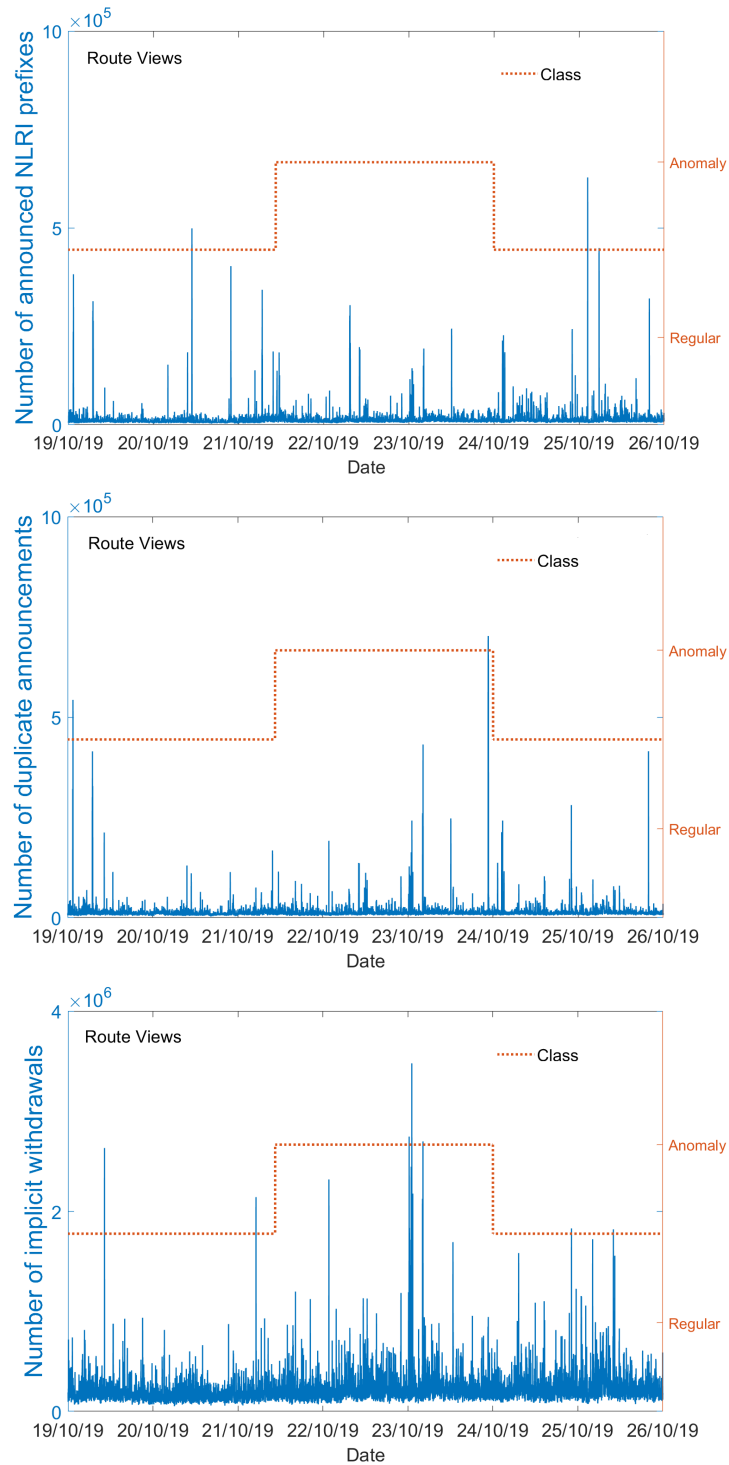 ×10^5
10
Route Views
Class
Number of announced NLRI prefixes
Anomaly
5
Regular
0
19/10/19 20/10/19 21/10/19 22/10/19 23/10/19 24/10/19 25/10/19 26/10/19
Date
×10^5
10
Route Views
Class
Number of duplicate announcements
Anomaly
5
Regular
0
19/10/19 20/10/19 21/10/19 22/10/19 23/10/19 24/10/19 25/10/19 26/10/19
Date
×10^6
4
Route Views
Class
Number of implicit withdrawals
Anomaly
2
Regular
0
19/10/19 20/10/19 21/10/19 22/10/19 23/10/19 24/10/19 25/10/19 26/10/19
Date